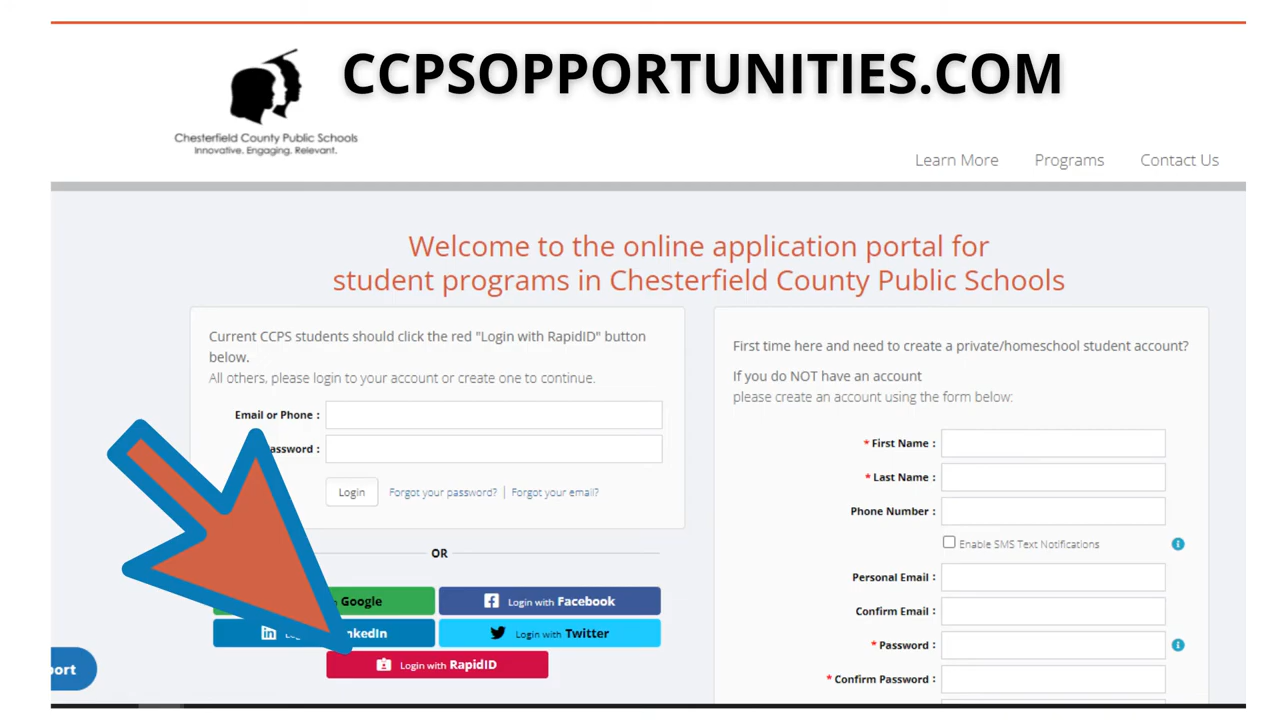 CCPSOPPORTUNITIES.COM
Chesterfield County Public Schools
Innovative. Engaging. Relevant.
Learn More Programs Contact Us
Welcome to the online application portal for
student programs in Chesterfield County Public Schools
Current CCPS students should click the red "Login with RapidID" button
below.
All others, please login to your account or create one to continue.
Email or Phone :
assword :
Login Forgot your password? | Forgot your email?
OR
Google
Login with Facebook
in kedIn
Login with Twitter
Login with RapidID
ort
First time here and need to create a private/homeschool student account?
If you do NOT have an account
please create an account using the form below:
* First Name :
* Last Name :
Phone Number :
Enable SMS Text Notifications
Personal Email :
Confirm Email :
* Password :
* Confirm Password :